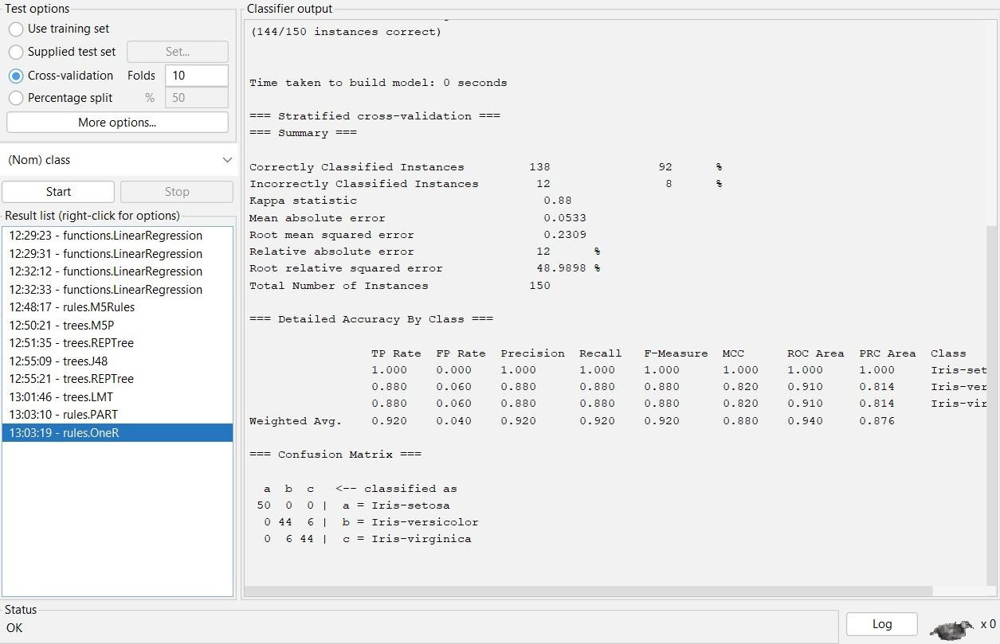 Test options
Use training set
Supplied test set Set...
Cross-validation Folds 10
Percentage split % 50
More options...
(Nom) class
Start Stop
Result list (right-click for options)
12:29:23 - functions.LinearRegression
12:29:31 - functions.LinearRegression
12:32:12 - functions.LinearRegression
12:32:33 - functions.LinearRegression
12:48:17 - rules.M5Rules
12:50:21 - trees.M5P
12:51:35 - trees.REPTree
12:55:09 - trees.J48
12:55:21 - trees.REPTree
13:01:46 - trees.LMT
13:03:10 - rules.PART
13:03:19 - rules.OneR
Classifier output
(144/150 instances correct)
Time taken to build model: 0 seconds
=== Stratified cross-validation ===
=== Summary ===
Correctly Classified Instances 138 92 %
Incorrectly Classified Instances 12 8 %
Kappa statistic 0.88
Mean absolute error 0.0533
Root mean squared error 0.2309
Relative absolute error 12 %
Root relative squared error 48.9898 %
Total Number of Instances 150
=== Detailed Accuracy By Class ===
TP Rate FP Rate Precision Recall F-Measure MCC ROC Area PRC Area Class
1.000 0.000 1.000 1.000 1.000 1.000 1.000 1.000 Iris-set
0.880 0.060 0.880 0.880 0.880 0.820 0.910 0.814 Iris-ver
0.880 0.060 0.880 0.880 0.880 0.820 0.910 0.814 Iris-vir
Weighted Avg. 0.920 0.040 0.920 0.920 0.920 0.880 0.940 0.876
=== Confusion Matrix ===
a b c <-- classified as
50 0 0 | a = Iris-setosa
0 44 6 | b = Iris-versicolor
0 6 44 | c = Iris-virginica
Status
OK
Log
x 0